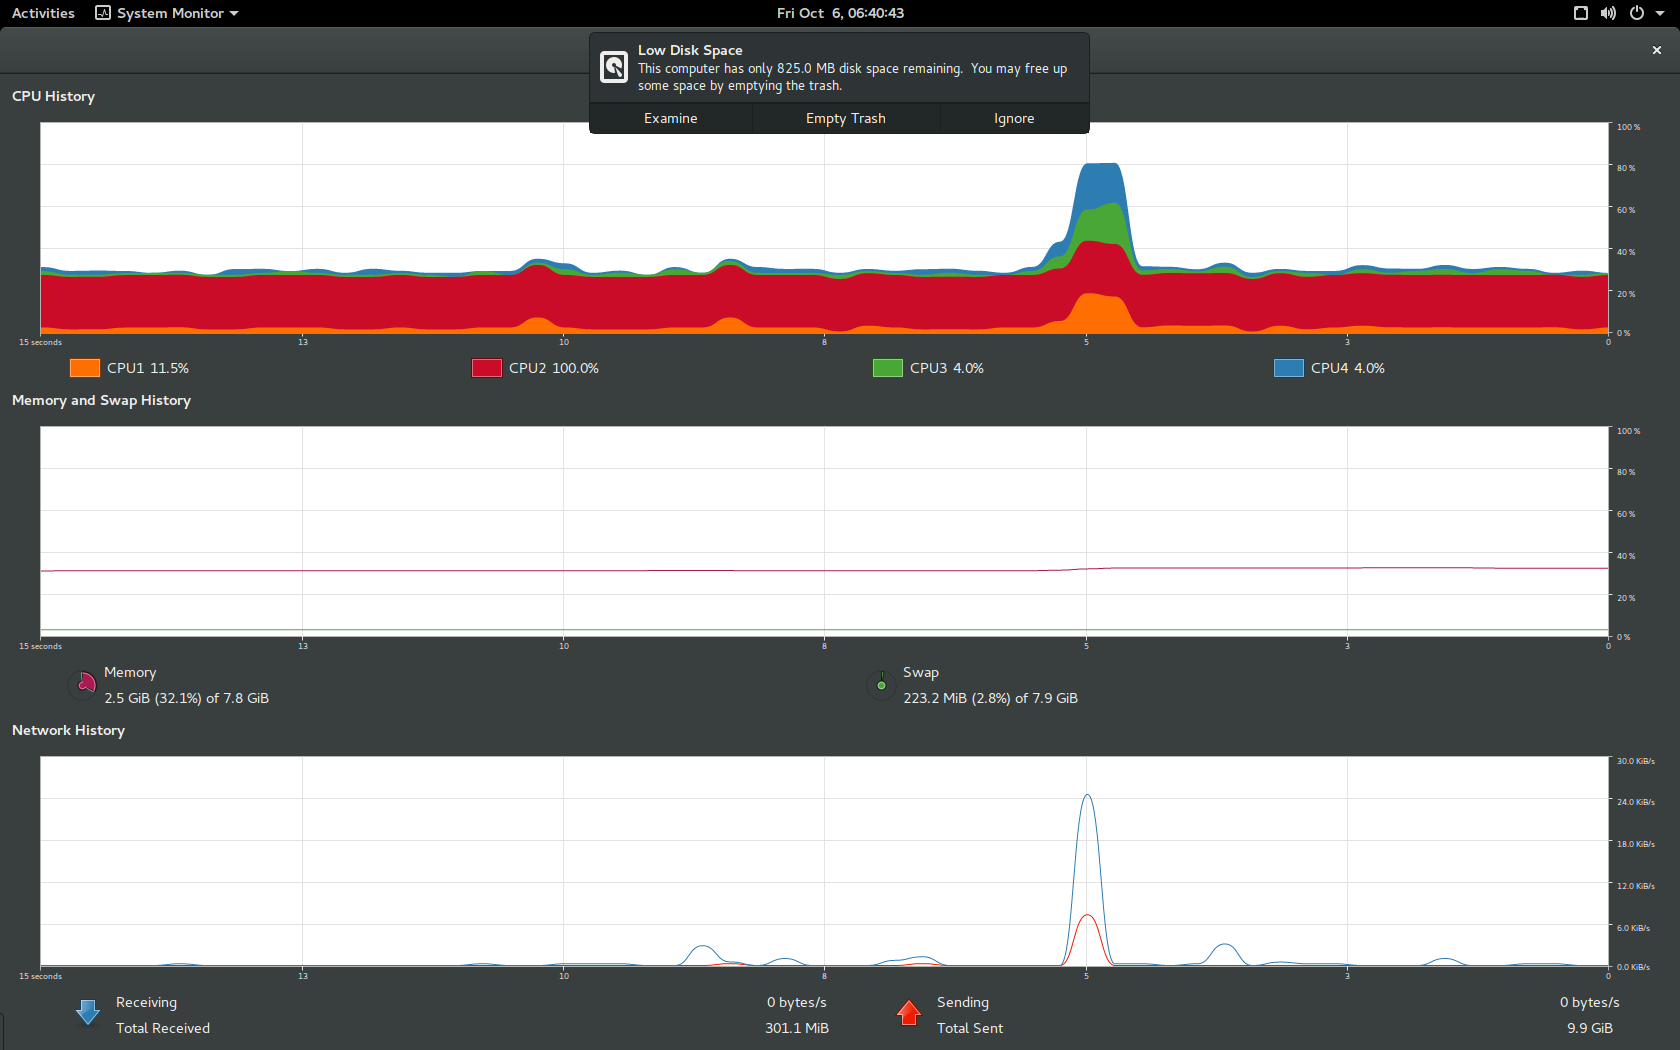 Activities System Monitor Fri Oct 6, 06:40:43
Low Disk Space
This computer has only 825.0 MB disk space remaining. You may free up
some space by emptying the trash.
Examine Empty Trash Ignore
CPU History
100 %
80 %
60 %
40 %
20 %
0 %
15 seconds 13 10 8 5 3 0
CPU1 11.5% CPU2 100.0% CPU3 4.0% CPU4 4.0%
Memory and Swap History
100 %
80 %
60 %
40 %
20 %
0 %
15 seconds 13 10 8 5 3 0
Memory Swap
2.5 GiB (32.1%) of 7.8 GiB 223.2 MiB (2.8%) of 7.9 GiB
Network History
30.0 KiB/s
24.0 KiB/s
18.0 KiB/s
12.0 KiB/s
6.0 KiB/s
0.0 KiB/s
15 seconds 13 10 8 5 3 0
Receiving 0 bytes/s Sending 0 bytes/s
Total Received 301.1 MiB Total Sent 9.9 GiB